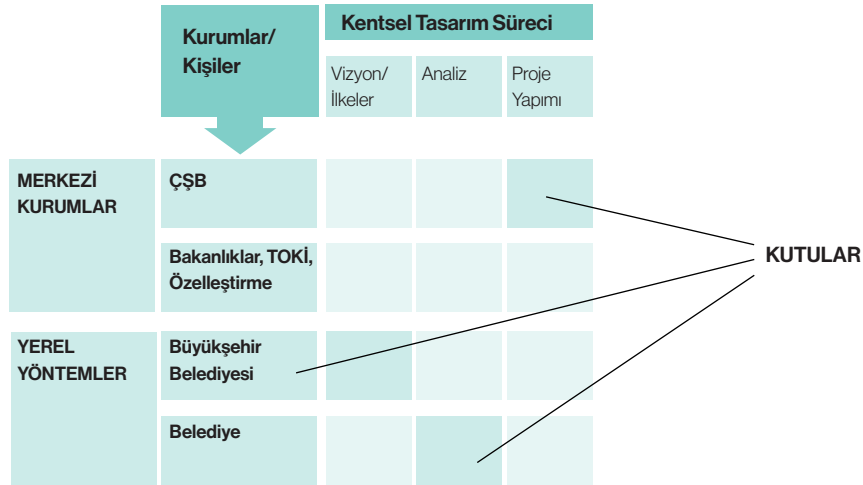 Kurumlar/
Kişiler
Kentsel Tasarım Süreci
Vizyon/
İlkeler
Analiz
Proje
Yapımı
MERKEZİ
KURUMLAR
ÇŞB
Bakanlıklar, TOKİ,
Özelleştirme
KUTULAR
YEREL
YÖNTEMLER
Büyükşehir
Belediyesi
Belediye